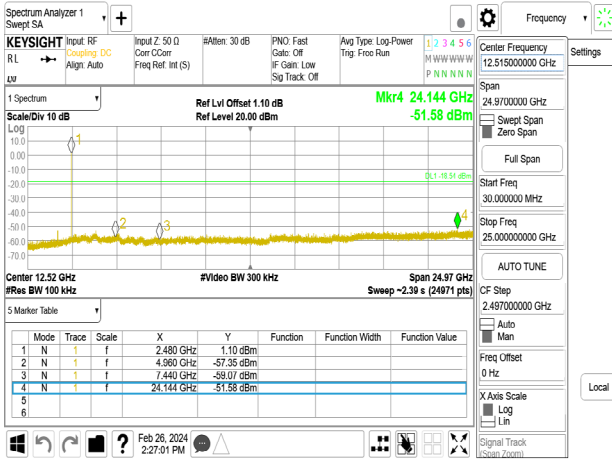 Spectrum Analyzer 1
Swept SA
+
Frequency
KEYSIGHT
Input: RF
Input Z: 50 Ω
#Atten: 30 dB
PNO: Fast
Avg Type: Log-Power
1 2 3 4 5 6
RL
Coupling: DC
Corr CCorr
Gate: Off
Trig: Froo Run
M W W W W W
Align: Auto
Freq Ref: Int (S)
IF Gain: Low
P N N N N N
Sig Track: Off
Center Frequency
12.515000000 GHz
Settings
1 Spectrum
Ref Lvl Offset 1.10 dB
Mkr4 24.144 GHz
Scale/Div 10 dB
Ref Level 20.00 dBm
-51.58 dBm
Span
24.9700000 GHz
Swept Span
Zero Span
Full Span
Start Freq
30.000000 MHz
Stop Freq
25.000000000 GHz
AUTO TUNE
CF Step
2.497000000 GHz
Auto
Man
Freq Offset
0 Hz
X Axis Scale
Log
Lin
Local
Signal Track
(Span Zoom)
Log
10.0
0.00
-10.0
-20.0
-30.0
-40.0
-50.0
-60.0
-70.0
1
2
3
4
DL1 -18.51 dBm
Center 12.52 GHz
#Video BW 300 kHz
Span 24.97 GHz
#Res BW 100 kHz
Sweep ~2.39 s (24971 pts)
5 Marker Table
Mode Trace Scale X Y Function Function Width Function Value
1 N 1 f 2.480 GHz 1.10 dBm
2 N 1 f 4.960 GHz -57.35 dBm
3 N 1 f 7.440 GHz -59.07 dBm
4 N 1 f 24.144 GHz -51.58 dBm
5
6
?
Feb 26, 2024
2:27:01 PM